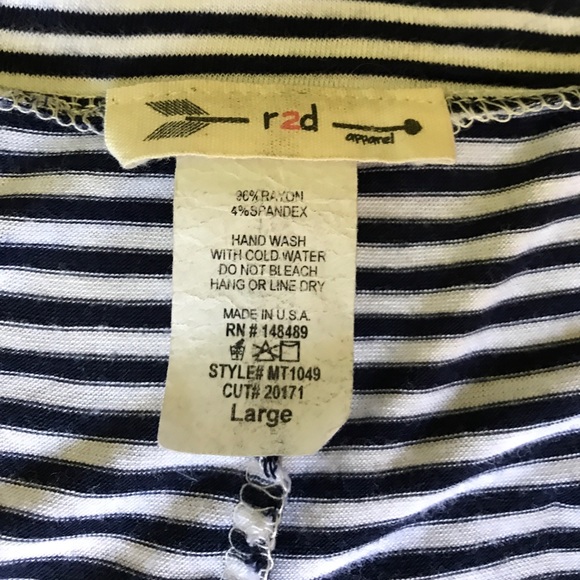 r2d
apparel
96% RAYON
4% SPANDEX
HAND WASH
WITH COLD WATER
DO NOT BLEACH
HANG OR LINE DRY
MADE IN U.S.A.
RN # 148489
STYLE# MT1049
CUT# 20171
Large